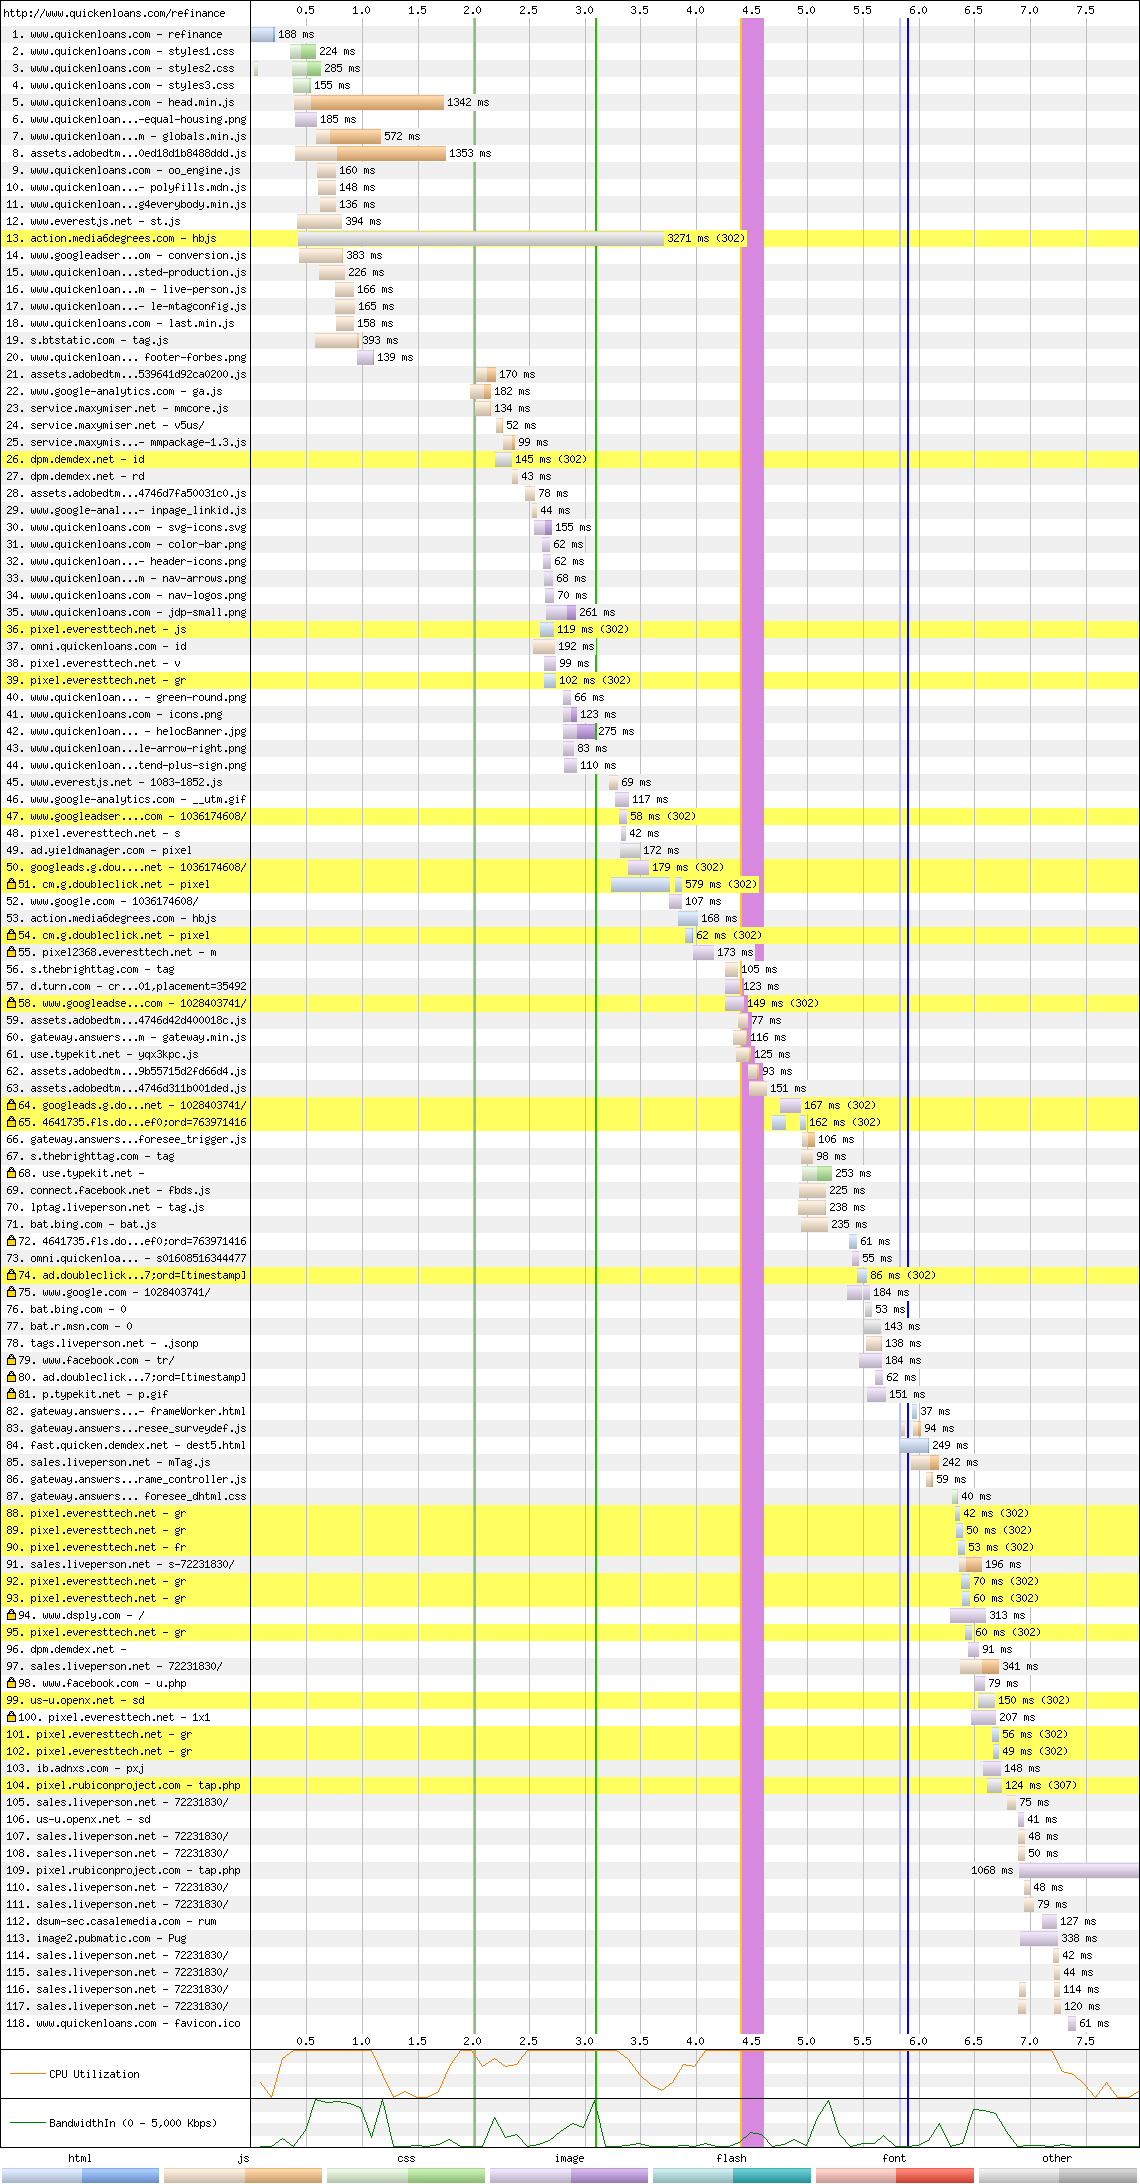 http://www.quickenloans.com/refinance 0.5 1.0 1.5 2.0 2.5 3.0 3.5 4.0 4.5 5.0 5.5 6.0 6.5 7.0 7.5
1. www.quickenloans.com - refinance 188 ms
2. www.quickenloans.com - styles1.css 224 ms
3. www.quickenloans.com - styles2.css 285 ms
4. www.quickenloans.com - styles3.css 155 ms
5. www.quickenloans.com - head.min.js 1342 ms
6. www.quickenloan...-equal-housing.png 185 ms
7. www.quickenloan...m - globals.min.js 572 ms
8. assets.adobedtm...0ed18d1b8488ddd.js 1353 ms
9. www.quickenloans.com - oo_engine.js 160 ms
10. www.quickenloan...- polyfills.mdn.js 148 ms
11. www.quickenloan...g4everybody.min.js 136 ms
12. www.everestjs.net - st.js 394 ms
13. action.media6degrees.com - hbjs 3271 ms (302)
14. www.googleadser...om - conversion.js 383 ms
15. www.quickenloan...sted-production.js 226 ms
16. www.quickenloan...m - live-person.js 166 ms
17. www.quickenloan...- le-mtagconfig.js 165 ms
18. www.quickenloans.com - last.min.js 158 ms
19. s.btstatic.com - tag.js 393 ms
20. www.quickenloan... footer-forbes.png 139 ms
21. assets.adobedtm...539641d92ca0200.js 170 ms
22. www.google-analytics.com - ga.js 182 ms
23. service.maxymiser.net - mmcore.js 134 ms
24. service.maxymiser.net - v5us/ 52 ms
25. service.maxymis...- mmpackage-1.3.js 99 ms
26. dpm.demdex.net - id 145 ms (302)
27. dpm.demdex.net - rd 43 ms
28. assets.adobedtm...4746d7fa50031c0.js 78 ms
29. www.google-anal...- inpage_linkid.js 44 ms
30. www.quickenloans.com - svg-icons.svg 155 ms
31. www.quickenloans.com - color-bar.png 62 ms
32. www.quickenloan...- header-icons.png 62 ms
33. www.quickenloan...m - nav-arrows.png 68 ms
34. www.quickenloans.com - nav-logos.png 70 ms
35. www.quickenloans.com - jdp-small.png 261 ms
36. pixel.everesttech.net - js 119 ms (302)
37. omni.quickenloans.com - id 192 ms
38. pixel.everesttech.net - v 99 ms
39. pixel.everesttech.net - gr 102 ms (302)
40. www.quickenloan... - green-round.png 66 ms
41. www.quickenloans.com - icons.png 123 ms
42. www.quickenloan... - helocBanner.jpg 275 ms
43. www.quickenloan...le-arrow-right.png 83 ms
44. www.quickenloan...tend-plus-sign.png 110 ms
45. www.everestjs.net - 1083-1852.js 69 ms
46. www.google-analytics.com - __utm.gif 117 ms
47. www.googleadser....com - 1036174608/ 58 ms (302)
48. pixel.everesttech.net - s 42 ms
49. ad.yieldmanager.com - pixel 172 ms
50. googleads.g.dou....net - 1036174608/ 179 ms (302)
51. cm.g.doubleclick.net - pixel 579 ms (302)
52. www.google.com - 1036174608/ 107 ms
53. action.media6degrees.com - hbjs 168 ms
54. cm.g.doubleclick.net - pixel 62 ms (302)
55. pixel2368.everesttech.net - m 173 ms
56. s.thebrighttag.com - tag 105 ms
57. d.turn.com - cr...01,placement=35492 123 ms
58. www.googleadse...com - 1028403741/ 149 ms (302)
59. assets.adobedtm...4746d42d400018c.js 77 ms
60. gateway.answers...m - gateway.min.js 116 ms
61. use.typekit.net - yqx3kpc.js 125 ms
62. assets.adobedtm...9b55715d2fd66d4.js 93 ms
63. assets.adobedtm...4746d311b001ded.js 151 ms
64. googleads.g.do...net - 1028403741/ 167 ms (302)
65. 4641735.fls.do...ef0;ord=763971416 162 ms (302)
66. gateway.answers...foresee_trigger.js 106 ms
67. s.thebrighttag.com - tag 98 ms
68. use.typekit.net - 253 ms
69. connect.facebook.net - fbds.js 225 ms
70. lptag.liveperson.net - tag.js 238 ms
71. bat.bing.com - bat.js 235 ms
72. 4641735.fls.do...ef0;ord=763971416 61 ms
73. omni.quickenloa... - s01608516344477 55 ms
74. ad.doubleclick...7;ord=[timestamp] 86 ms (302)
75. www.google.com - 1028403741/ 184 ms
76. bat.bing.com - 0 53 ms
77. bat.r.msn.com - 0 143 ms
78. tags.liveperson.net - .jsonp 138 ms
79. www.facebook.com - tr/ 184 ms
80. ad.doubleclick...7;ord=[timestamp] 62 ms
81. p.typekit.net - p.gif 151 ms
82. gateway.answers...- frameWorker.html 37 ms
83. gateway.answers...resee_surveydef.js 94 ms
84. fast.quicken.demdex.net - dest5.html 249 ms
85. sales.liveperson.net - mTag.js 242 ms
86. gateway.answers...rame_controller.js 59 ms
87. gateway.answers... foresee_dhtml.css 40 ms
88. pixel.everesttech.net - gr 42 ms (302)
89. pixel.everesttech.net - gr 50 ms (302)
90. pixel.everesttech.net - fr 53 ms (302)
91. sales.liveperson.net - s-72231830/ 196 ms
92. pixel.everesttech.net - gr 70 ms (302)
93. pixel.everesttech.net - gr 60 ms (302)
94. www.dsply.com - / 313 ms
95. pixel.everesttech.net - gr 60 ms (302)
96. dpm.demdex.net - 91 ms
97. sales.liveperson.net - 72231830/ 341 ms
98. www.facebook.com - u.php 79 ms
99. us-u.openx.net - sd 150 ms (302)
100. pixel.everesttech.net - 1x1 207 ms
101. pixel.everesttech.net - gr 56 ms (302)
102. pixel.everesttech.net - gr 49 ms (302)
103. ib.adnxs.com - pxj 148 ms
104. pixel.rubiconproject.com - tap.php 124 ms (307)
105. sales.liveperson.net - 72231830/ 75 ms
106. us-u.openx.net - sd 41 ms
107. sales.liveperson.net - 72231830/ 48 ms
108. sales.liveperson.net - 72231830/ 50 ms
109. pixel.rubiconproject.com - tap.php 1068 ms
110. sales.liveperson.net - 72231830/ 48 ms
111. sales.liveperson.net - 72231830/ 79 ms
112. dsum-sec.casalemedia.com - rum 127 ms
113. image2.pubmatic.com - Pug 338 ms
114. sales.liveperson.net - 72231830/ 42 ms
115. sales.liveperson.net - 72231830/ 44 ms
116. sales.liveperson.net - 72231830/ 114 ms
117. sales.liveperson.net - 72231830/ 120 ms
118. www.quickenloans.com - favicon.ico 61 ms
0.5 1.0 1.5 2.0 2.5 3.0 3.5 4.0 4.5 5.0 5.5 6.0 6.5 7.0 7.5
CPU Utilization
BandwidthIn (0 - 5,000 Kbps)
html js css image flash font other